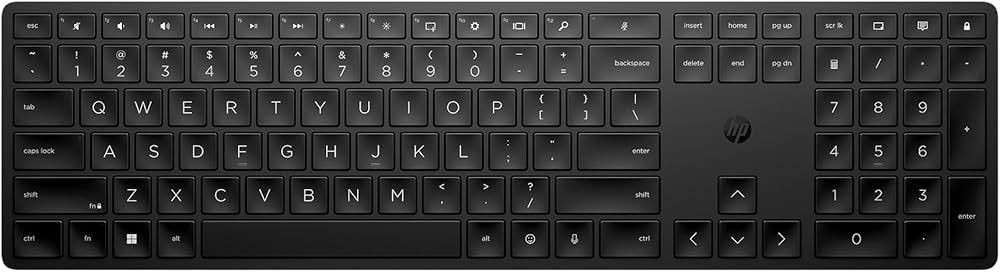 esc f1 f2 f3 f4 f5 f6 f7 f8 f9 f10 f11 f12 insert home pg up scr lk
~ ` ! 1 @ 2 # 3 $ 4 % 5 ^ 6 & 7 * 8 ( 9 ) 0 _ - + = backspace delete end pg dn / * -
tab Q W E R T Y U I O P { [ } ] | \ 7 8 9 +
caps lock A S D F G H J K L : ; " ' enter hp 4 5 6
shift fn Z X C V B N M < , > . ? / shift 1 2 3 enter
ctrl fn alt alt ctrl 0 .